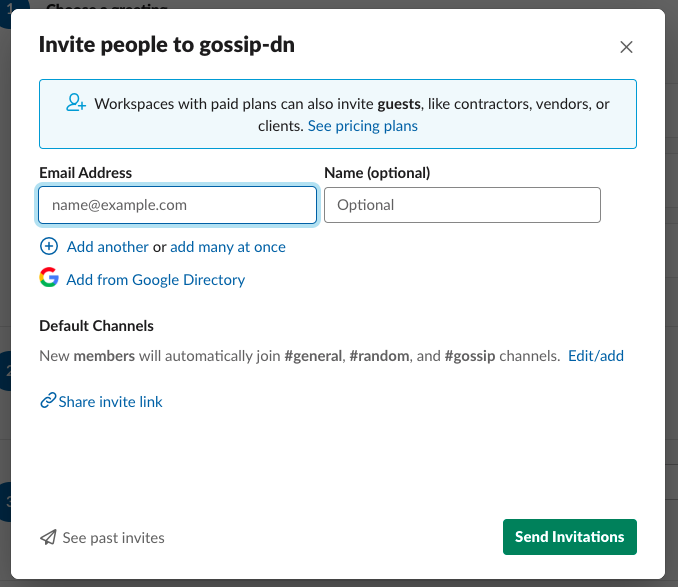 1
Choose a greeting
Invite people to gossip-dn
Workspaces with paid plans can also invite guests, like contractors, vendors, or
clients. See pricing plans
Email Address
Name (optional)
name@example.com
Optional
Add another or add many at once
Add from Google Directory
Default Channels
New members will automatically join #general, #random, and #gossip channels. Edit/add
2
Share invite link
3
See past invites
Send Invitations